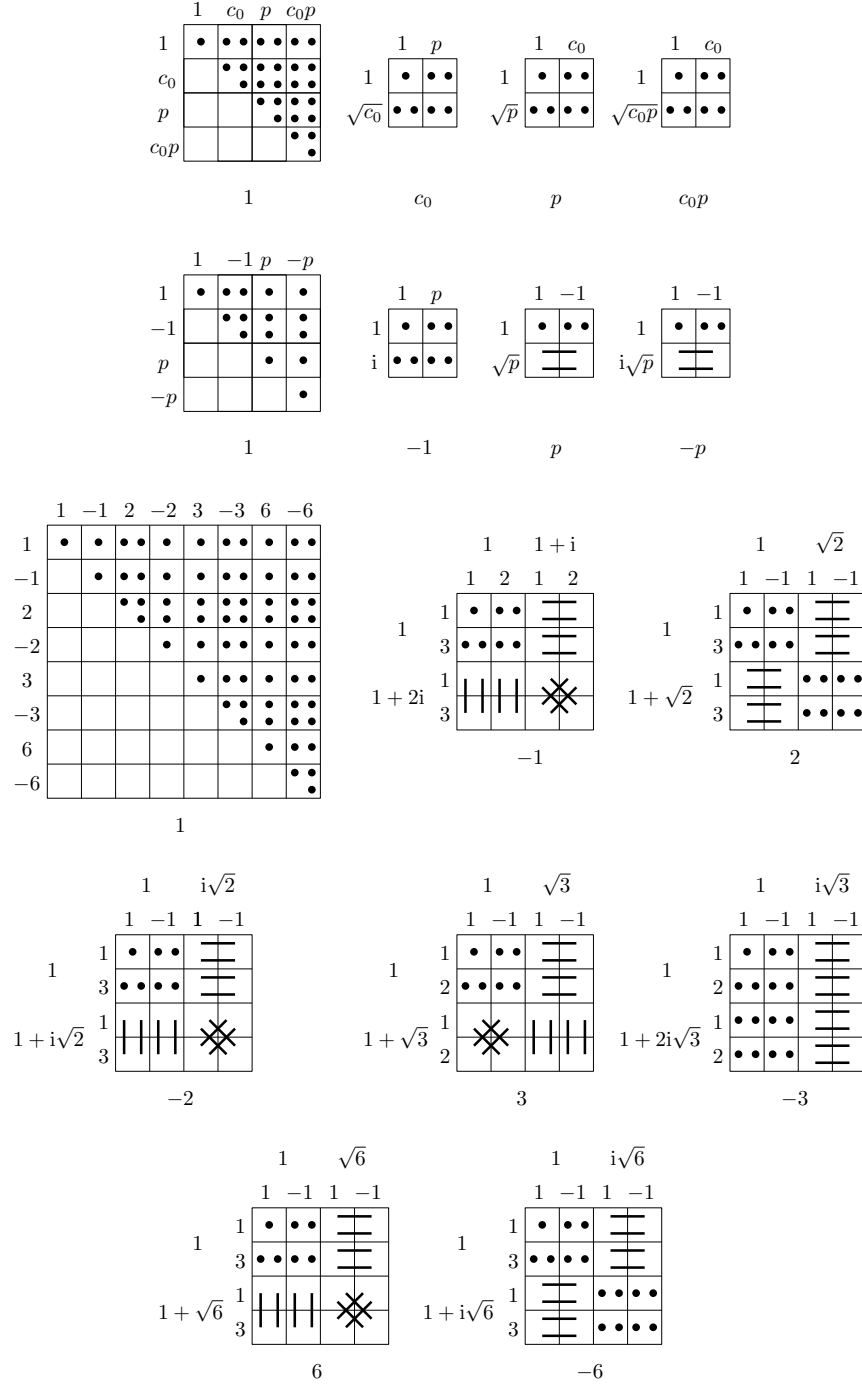 1 c₀ p c₀p
1 p
1 c₀
1 c₀
1
c₀
p
c₀p
1
√c₀
1
√p
1
√c₀p
1
c₀
p
c₀p
1 −1 p −p
1 p
1 −1
1 −1
1
−1
p
−p
1
i
1
√p
1
i√p
1
−1
p
−p
1 −1 2 −2 3 −3 6 −6
1
−1
2
−2
3
−3
6
−6
1
1 1 + i
1 2 1 2
1
1 + 2i
1
3
1
3
−1
1 √2
1 −1 1 −1
1
1 + √2
1
3
1
3
2
1 i√2
1 −1 1 −1
1
1 + i√2
1
3
1
3
−2
1 √3
1 −1 1 −1
1
1 + √3
1
2
1
2
3
1 i√3
1 −1 1 −1
1
1 + 2i√3
1
2
1
2
−3
1 √6
1 −1 1 −1
1
1 + √6
1
3
1
3
6
1 i√6
1 −1 1 −1
1
1 + i√6
1
3
1
3
−6